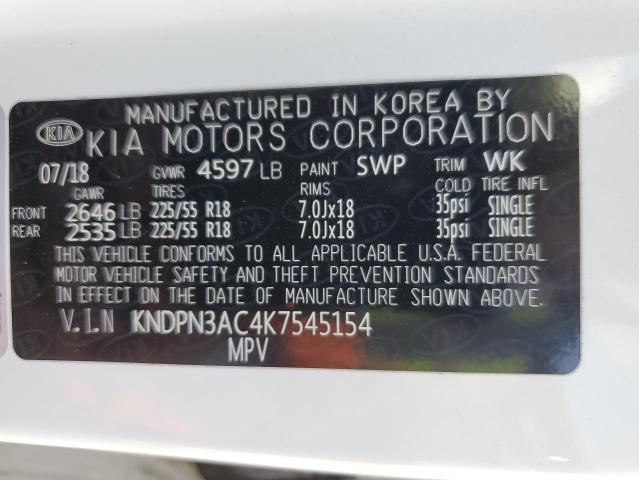 MANUFACTURED IN KOREA BY
KIA KIA MOTORS CORPORATION
07/18 GVWR 4597 LB PAINT SWP TRIM WK
GAWR TIRES RIMS COLD TIRE INFL
FRONT 2646 LB 225/55 R18 7.0Jx18 35psi SINGLE
REAR 2535 LB 225/55 R18 7.0Jx18 35psi SINGLE
THIS VEHICLE CONFORMS TO ALL APPLICABLE U.S.A. FEDERAL
MOTOR VEHICLE SAFETY AND THEFT PREVENTION STANDARDS
IN EFFECT ON THE DATE OF MANUFACTURE SHOWN ABOVE.
V.I.N KNDPN3AC4K7545154
MPV